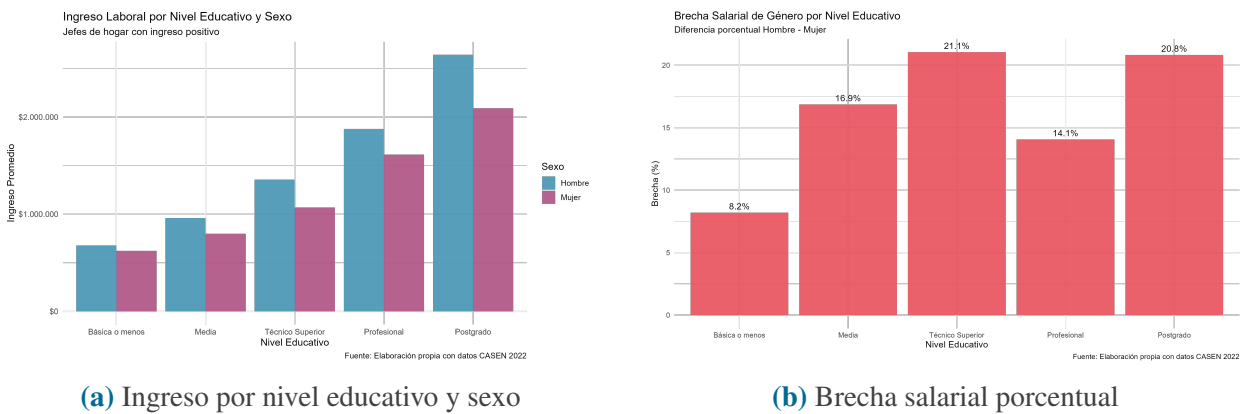 Ingreso Laboral por Nivel Educativo y Sexo
Jefes de hogar con ingreso positivo
Ingreso Promedio
$2.000.000
$1.000.000
$0
Básica o menos
Media
Técnico Superior
Profesional
Postgrado
Nivel Educativo
Sexo
Hombre
Mujer
Fuente: Elaboración propia con datos CASEN 2022
(a) Ingreso por nivel educativo y sexo
Brecha Salarial de Género por Nivel Educativo
Diferencia porcentual Hombre - Mujer
Brecha (%)
20
15
10
5
0
8.2%
16.9%
21.1%
14.1%
20.8%
Básica o menos
Media
Técnico Superior
Profesional
Postgrado
Nivel Educativo
Fuente: Elaboración propia con datos CASEN 2022
(b) Brecha salarial porcentual